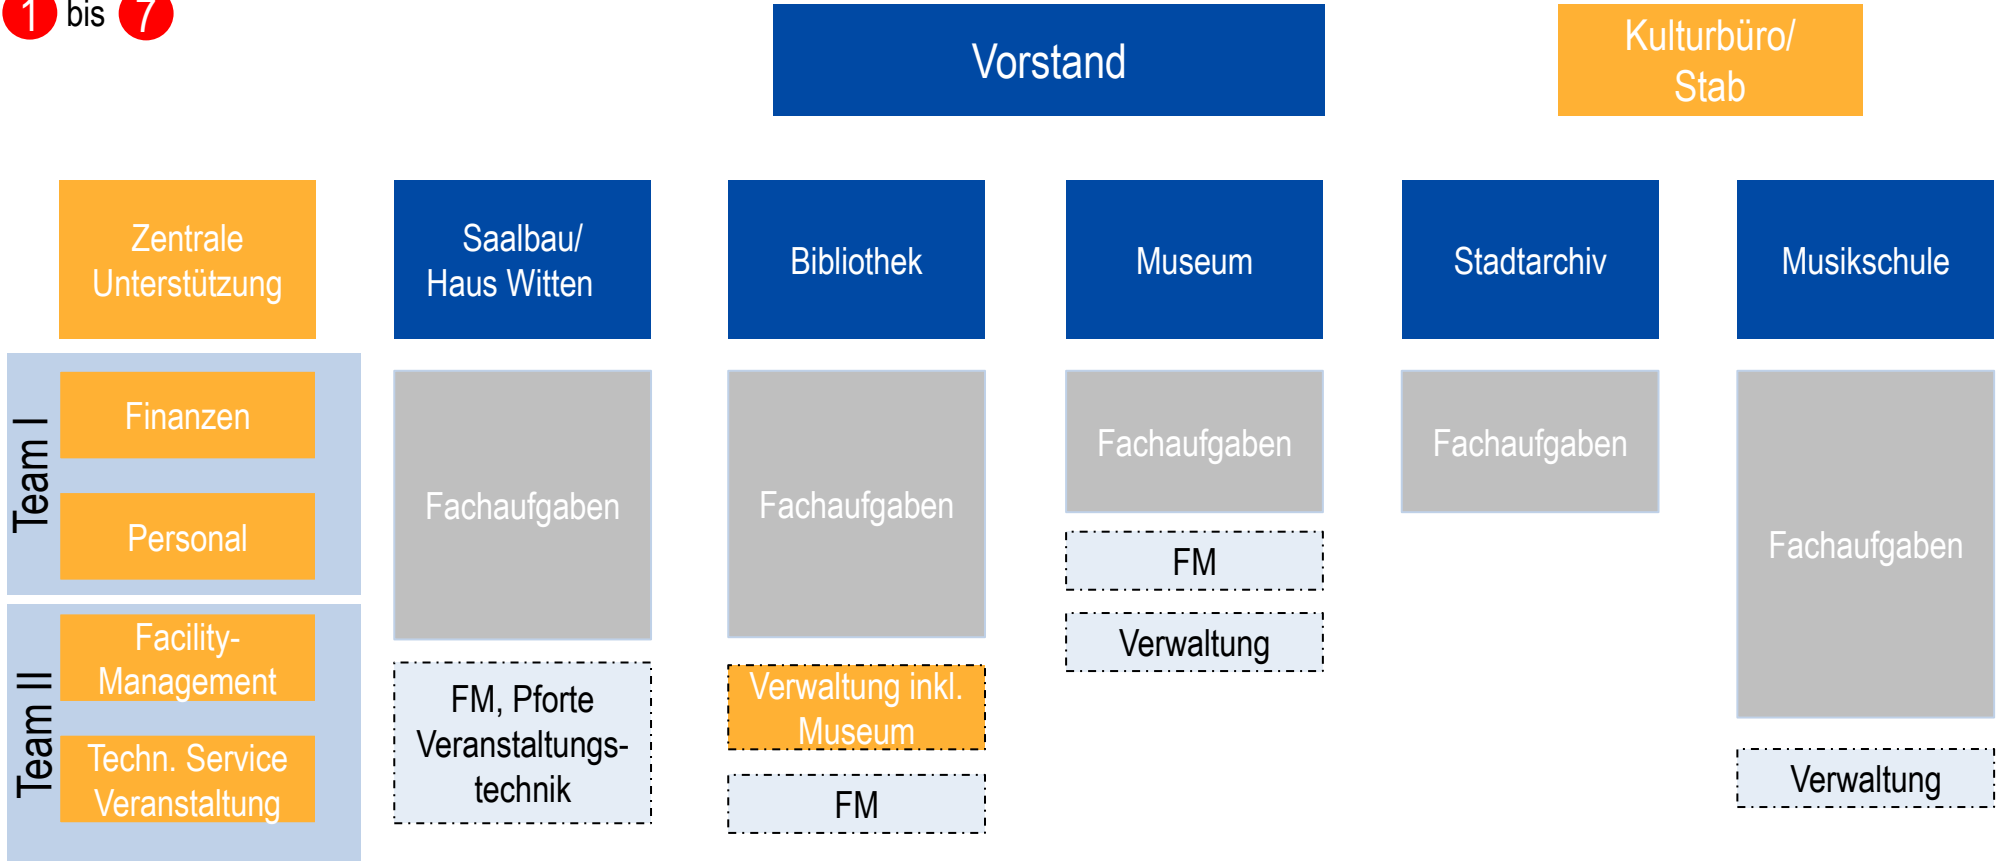 1 bis 7
Vorstand
Kulturbüro/
Stab
Zentrale
Unterstützung
Saalbau/
Haus Witten
Bibliothek
Museum
Stadtarchiv
Musikschule
Team I
Finanzen
Personal
Team II
Facility-
Management
Techn. Service
Veranstaltung
Fachaufgaben
FM, Pforte
Veranstaltungs-
technik
Fachaufgaben
Verwaltung inkl.
Museum
FM
Fachaufgaben
FM
Verwaltung
Fachaufgaben
Fachaufgaben
Verwaltung